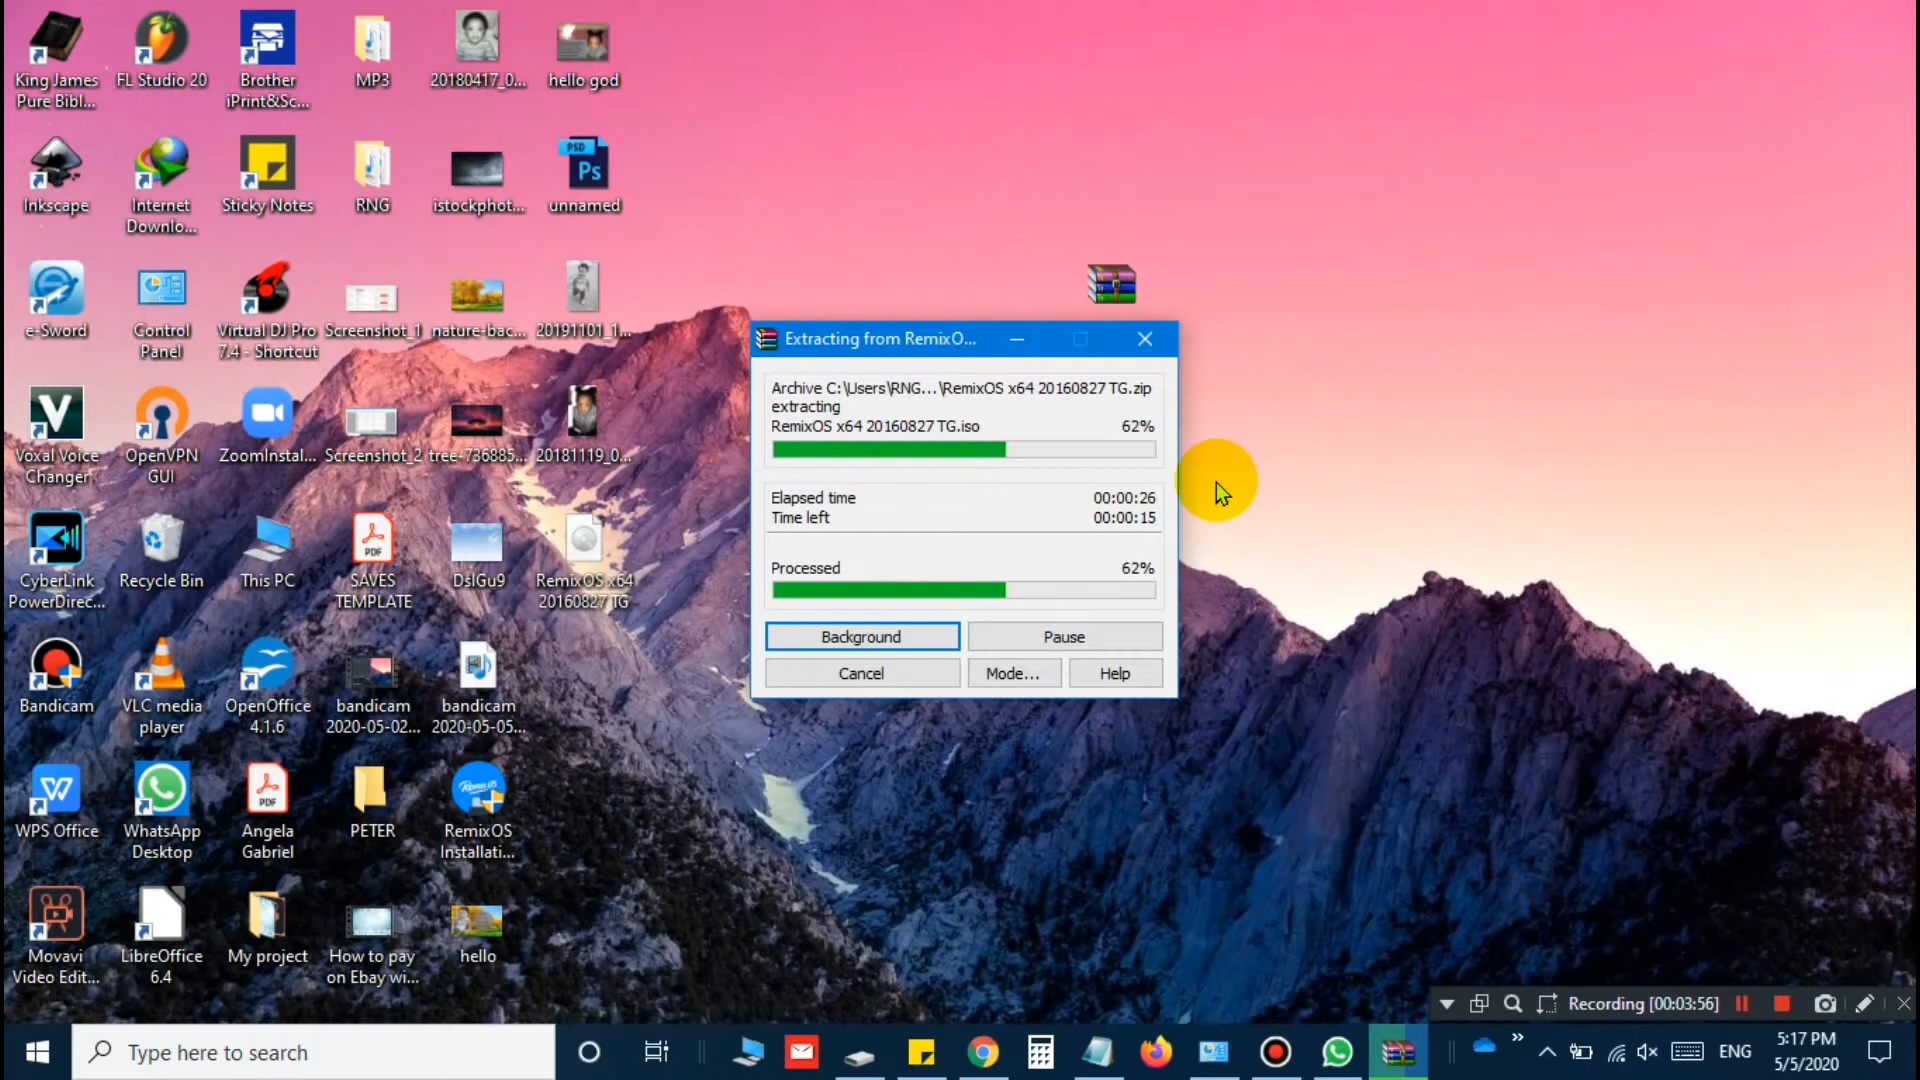 King James
Pure Bibl...
FL Studio 20
Brother
iPrint&Sc...
MP3
20180417_0...
hello god
Inkscape
Internet
Downlo...
Sticky Notes
RNG
istockphot...
PSD
Ps
unnamed
e-Sword
Control
Panel
Virtual DJ Pro
7.4 - Shortcut
Screenshot_1
nature-bac...
20191101_1...
Voxal Voice
Changer
OpenVPN
GUI
ZoomInstal...
Screenshot_2
tree-736885...
20181119_0...
CyberLink
PowerDirec...
Recycle Bin
This PC
PDF
SAVES
TEMPLATE
DslGu9
RemixOS x64
20160827 TG
Bandicam
VLC media
player
OpenOffice
4.1.6
bandicam
2020-05-02...
bandicam
2020-05-05...
WPS Office
WhatsApp
Desktop
PDF
Angela
Gabriel
PETER
RemixOS
RemixOS
Installati...
Movavi
Video Edit...
LibreOffice
6.4
My project
How to pay
on Ebay wi...
hello
Extracting from RemixO...
Archive C:\Users\RNG...\RemixOS x64 20160827 TG.zip
extracting
RemixOS x64 20160827 TG.iso 62%
Elapsed time 00:00:26
Time left 00:00:15
Processed 62%
Background Pause
Cancel Mode... Help
Recording [00:03:56]
Type here to search
ENG
5:17 PM
5/5/2020